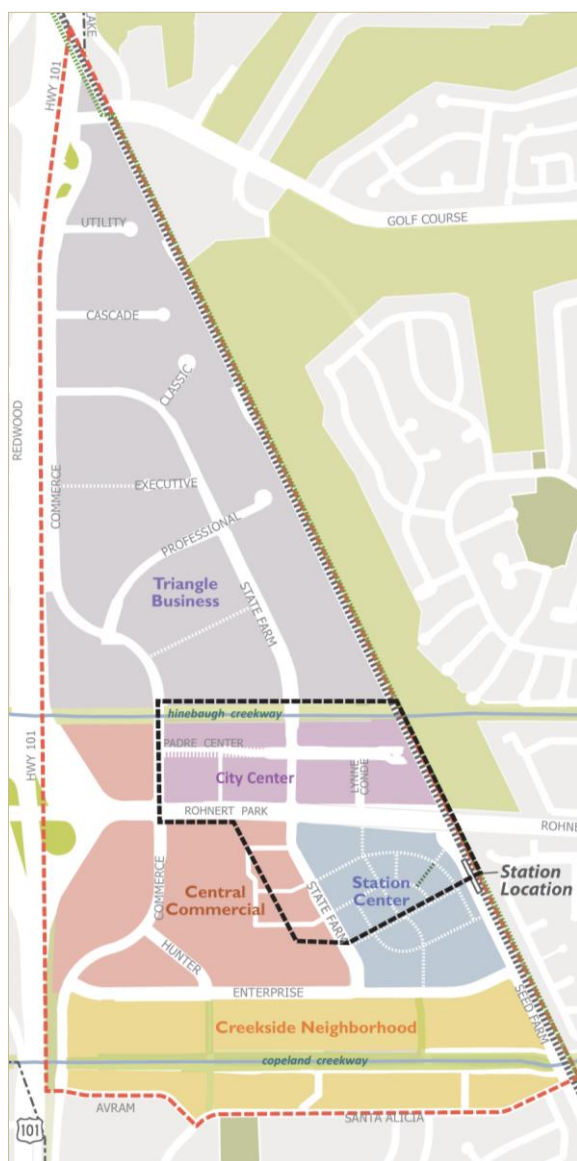 LAKE
HWY 101
GOLF COURSE
UTILITY
CASCADE
CLASSIC
REDWOOD
COMMERCE
EXECUTIVE
PROFESSIONAL
Triangle
Business
STATE FARM
hinebaugh creekway
PADRE CENTER
HWY 101
City Center
LYNNE
CONDE
ROHNERT PARK
ROHNE
Station
Location
COMMERCE
Central
Commercial
STATE FARM
Station
Center
HUNTER
ENTERPRISE
SEED FARM
Creekside Neighborhood
copeland creekway
AVRAM
SANTA ALICIA
101